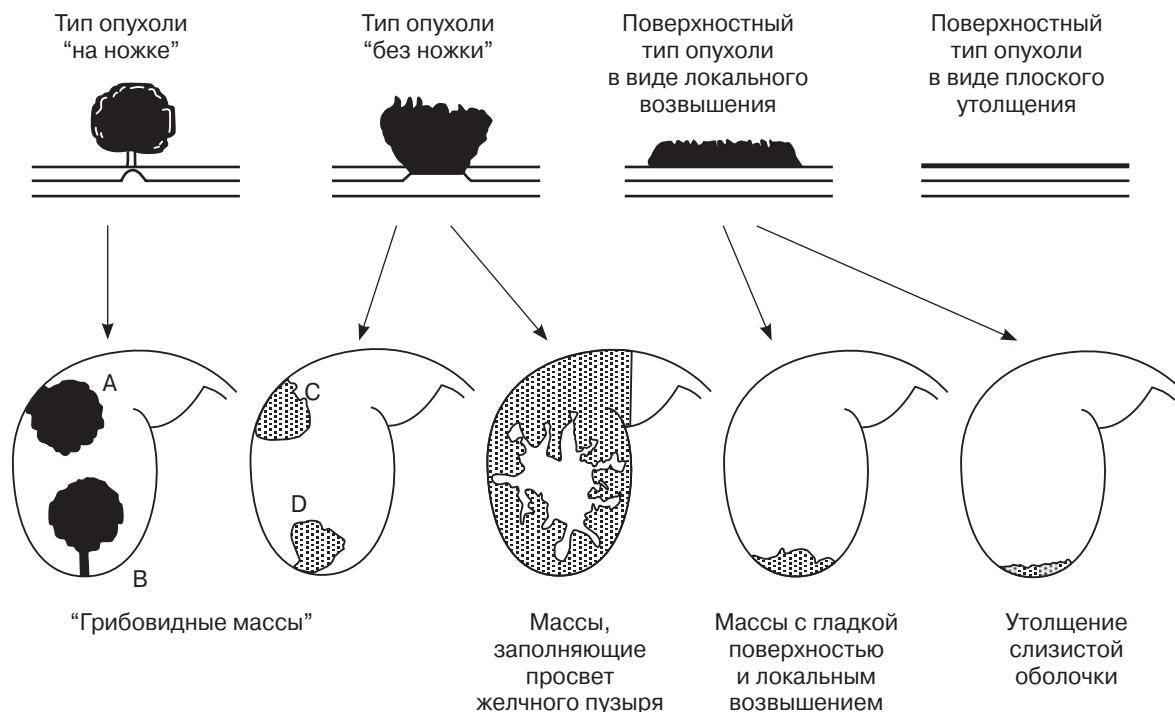 Тип опухоли
“на ножке”
Тип опухоли
“без ножки”
Поверхностный
тип опухоли
в виде локального
возвышения
Поверхностный
тип опухоли
в виде плоского
утолщения
A
B
C
D
“Грибовидные массы”
Массы,
заполняющие
просвет
желчного пузыря
Массы с гладкой
поверхностью
и локальным
возвышением
Утолщение
слизистой
оболочки